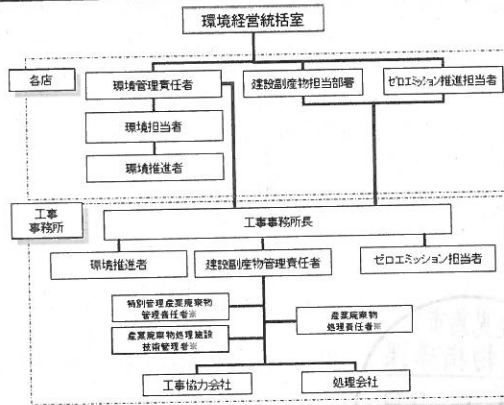 環境経営統括室
各店
環境管理責任者
建設副産物担当部署
ゼロエミッション推進担当者
環境担当者
環境推進者
工事
事務所
工事事務所長
環境推進者
建設副産物管理責任者
ゼロエミッション担当者
特別管理産業廃棄物
管理責任者※
産業廃棄物
処理責任者※
産業廃棄物処理施設
技術管理者※
工事協力会社
処理会社